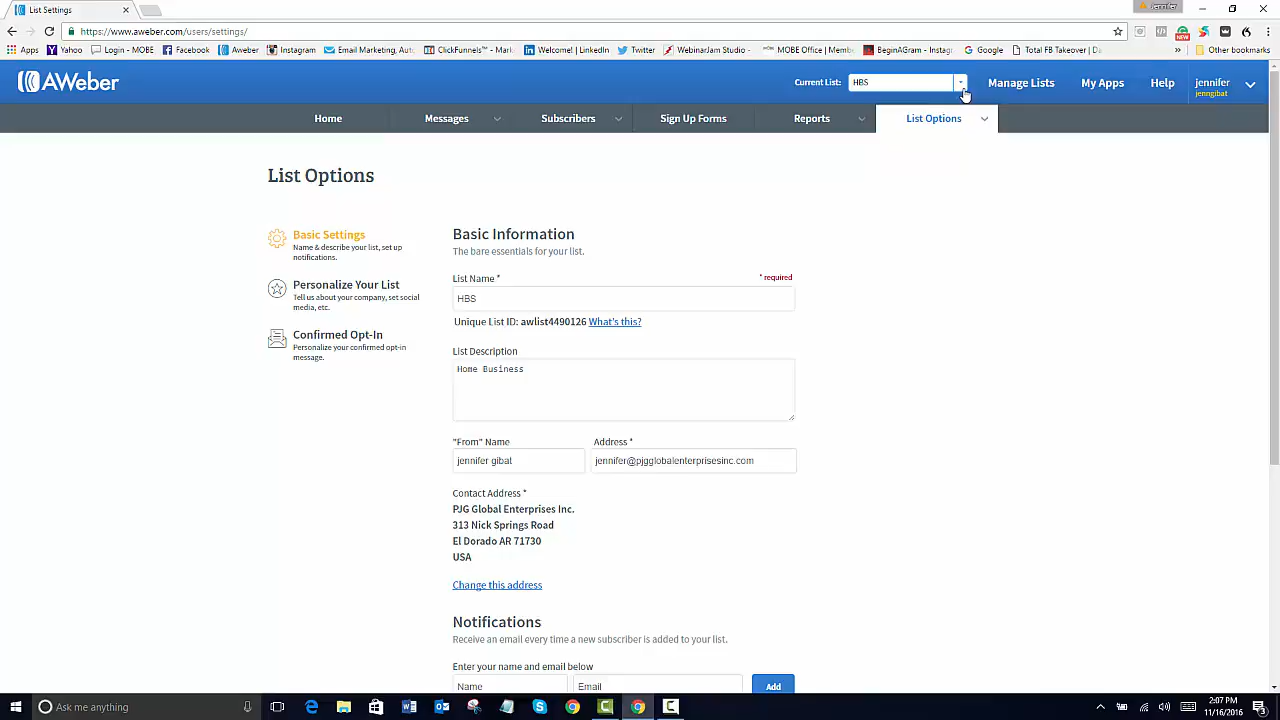 List Settings
Jennifer
https://www.aweber.com/users/settings/
Apps
Yahoo
Login - MOBE
Facebook
Aweber
Instagram
Email Marketing, Aut
ClickFunnels™ - Mark
Welcome! | LinkedIn
Twitter
Webinarjam Studio
MOBE Office | Memb
BeginAGram - Instag
Google
Total FB Takeover | Da
»
Other bookmarks
AWeber
Current List:
HBS
Manage Lists
My Apps
Help
jennifer
jenngibat
Home
Messages
Subscribers
Sign Up Forms
Reports
List Options
List Options
Basic Settings
Name & describe your list, set up
notifications.
Personalize Your List
Tell us about your company, set social
media, etc.
Confirmed Opt-In
Personalize your confirmed opt-in
message.
Basic Information
The bare essentials for your list.
List Name *
* required
HBS
Unique List ID: awlist4490126 What's this?
List Description
Home Business
"From" Name
Address *
jennifer gibat
jennifer@pjgglobalenterprisesinc.com
Contact Address *
PJG Global Enterprises Inc.
313 Nick Springs Road
El Dorado AR 71730
USA
Change this address
Notifications
Receive an email every time a new subscriber is added to your list.
Enter your name and email below
Name
Email
Add
Ask me anything
2:07 PM
11/16/2016